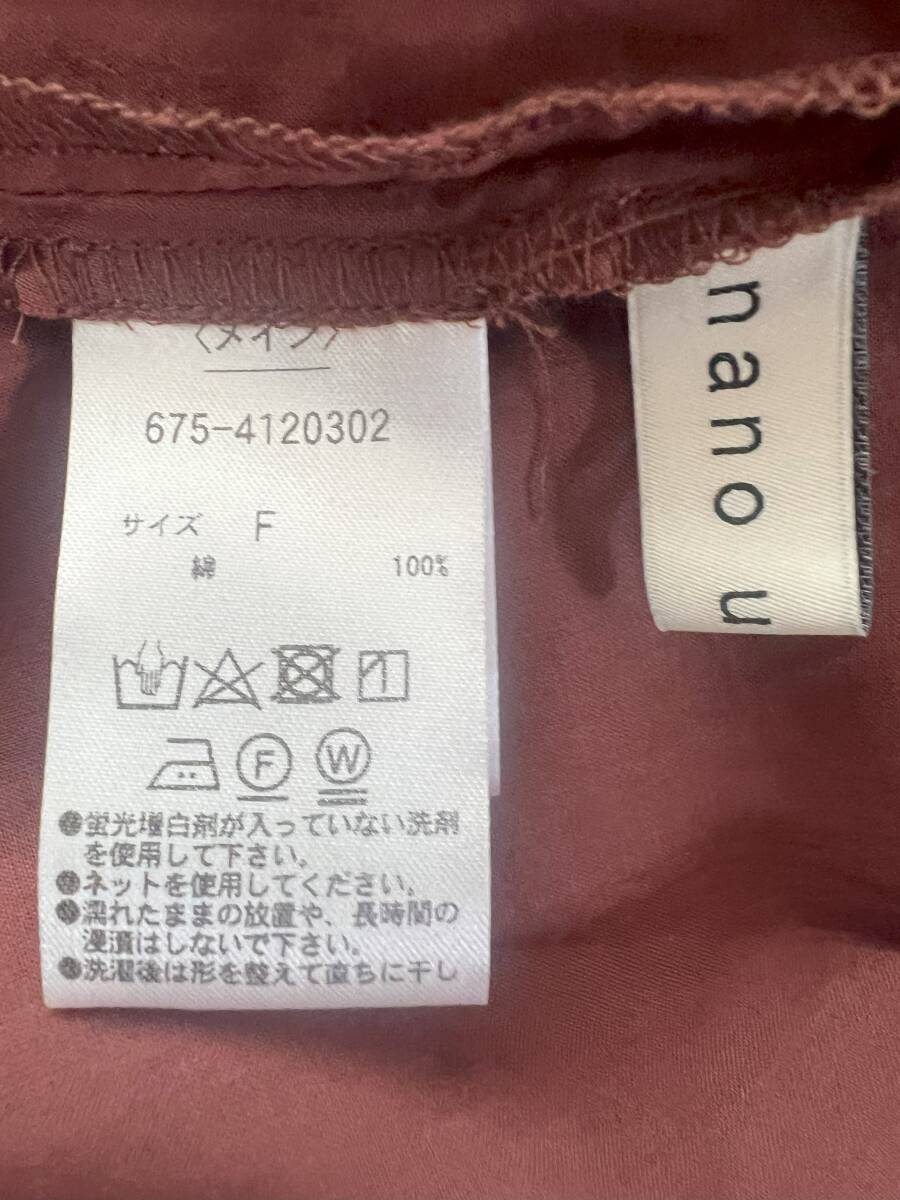 〈メイン〉
675-4120302
サイズ F
綿 100%
1
F
W
●蛍光増白剤が入っていない洗剤
を使用して下さい。
●ネットを使用してください。
●濡れたままの放置や、長時間の
浸漬はしないで下さい。
●洗濯後は形を整えて直ちに干し
nano u